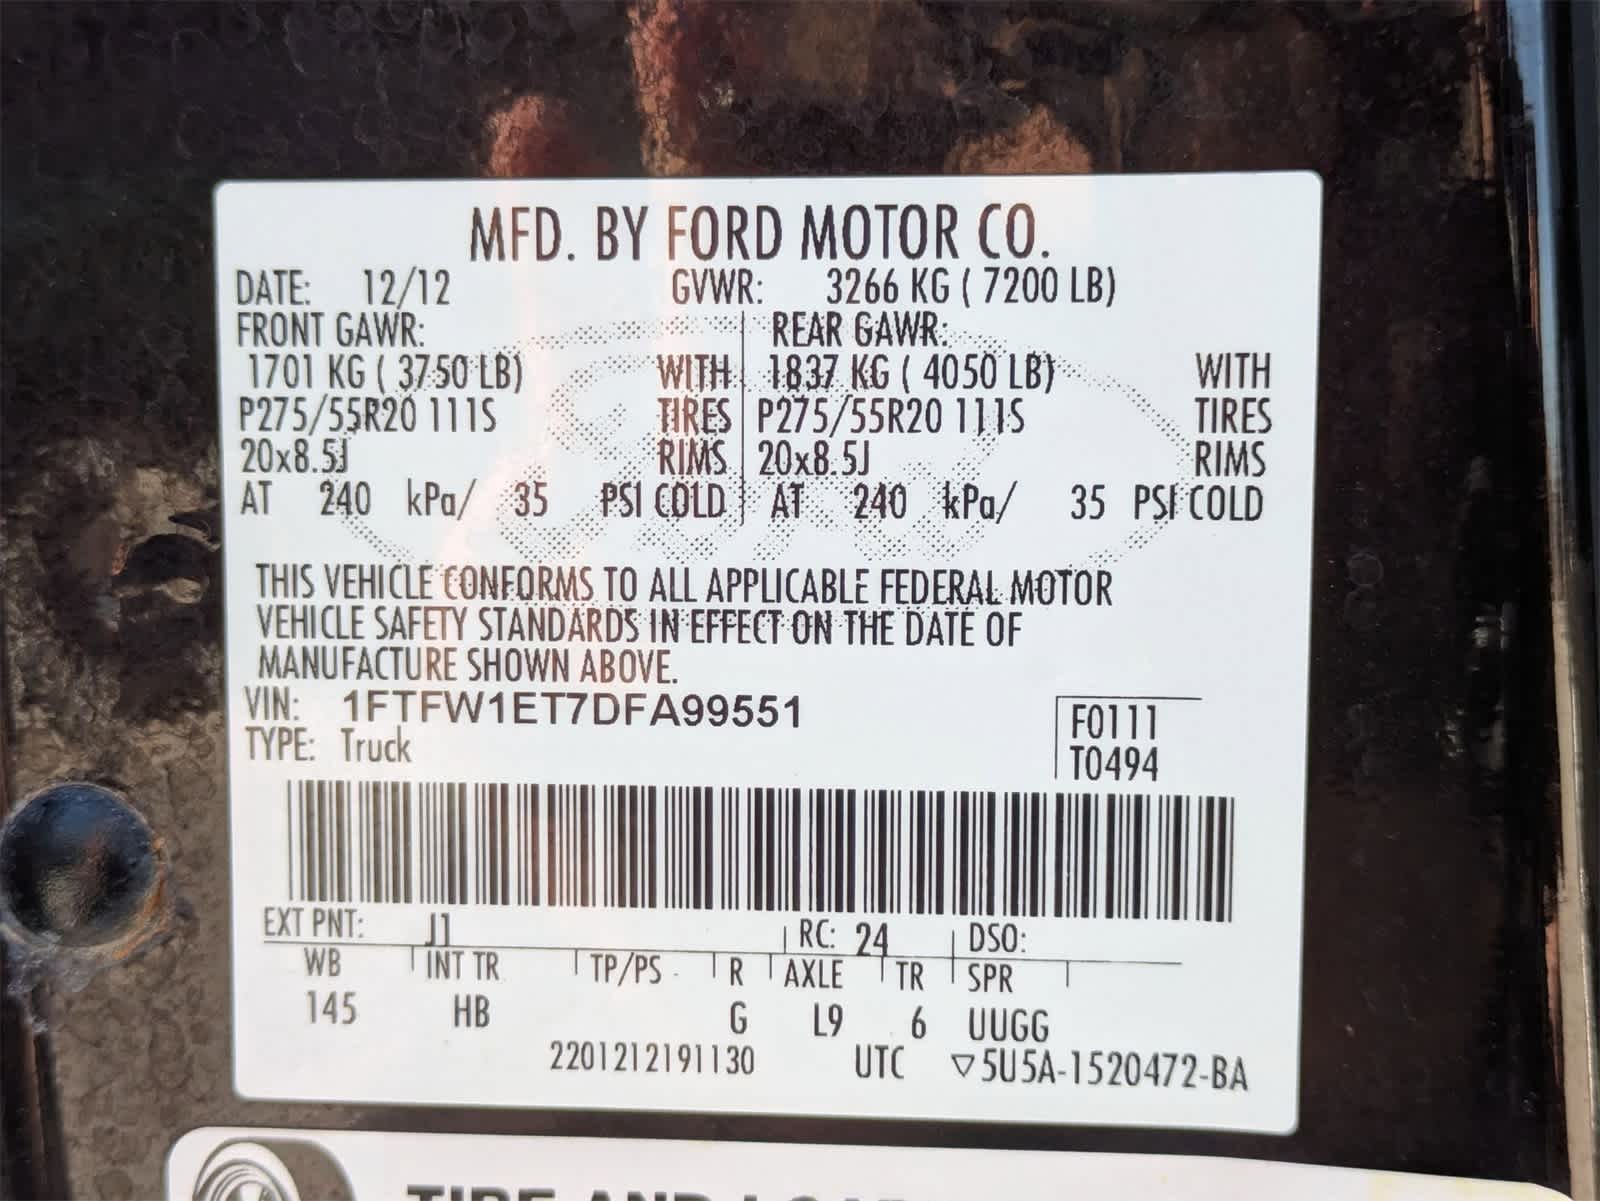 MFD. BY FORD MOTOR CO.
DATE: 12/12 GVWR: 3266 KG ( 7200 LB)
FRONT GAWR: REAR GAWR:
1701 KG ( 3750 LB) WITH 1837 KG ( 4050 LB) WITH
P275/55R20 111S TIRES P275/55R20 111S TIRES
20x8.5J RIMS 20x8.5J RIMS
AT 240 kPa/ 35 PSI COLD AT 240 kPa/ 35 PSI COLD
THIS VEHICLE CONFORMS TO ALL APPLICABLE FEDERAL MOTOR
VEHICLE SAFETY STANDARDS IN EFFECT ON THE DATE OF
MANUFACTURE SHOWN ABOVE.
VIN: 1FTFW1ET7DFA99551 F0111
TYPE: Truck T0494
EXT PNT: J1 RC: 24 DSO:
WB INT TR TP/PS R AXLE TR SPR
145 HB G L9 6 UUGG
2201212191130 UTC ▽5U5A-1520472-BA
TIRE AND LOA